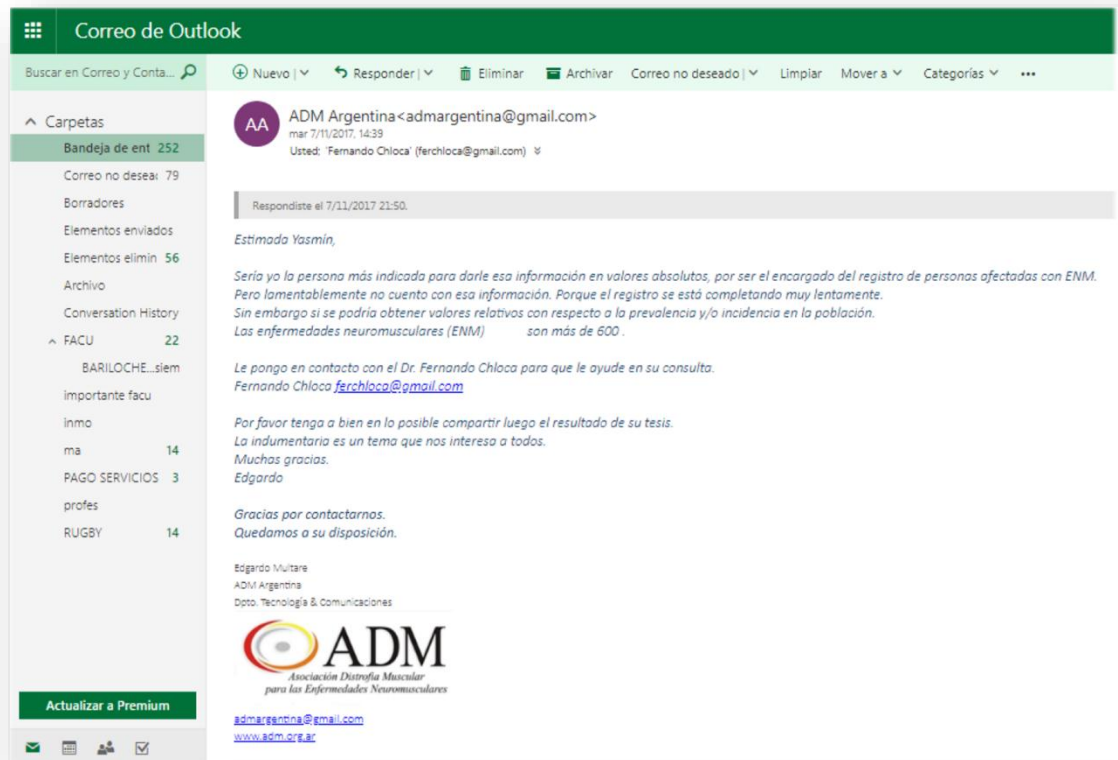 Correo de Outlook
Buscar en Correo y Conta...
Nuevo
Responder
Eliminar
Archivar
Correo no deseado
Limpiar
Mover a
Categorías
...
Carpetas
Bandeja de ent 252
Correo no desea 79
Borradores
Elementos enviados
Elementos elimin 56
Archivo
Conversation History
FACU 22
BARILOCHE...siem
importante facu
inmo
ma 14
PAGO SERVICIOS 3
profes
RUGBY 14
Actualizar a Premium
AA
ADM Argentina<admargentina@gmail.com>
mar 7/11/2017, 14:39
Usted; 'Fernando Chloca' (ferchloca@gmail.com)
Respondiste el 7/11/2017 21:50.
Estimada Yasmín,
Sería yo la persona más indicada para darle esa información en valores absolutos, por ser el encargado del registro de personas afectadas con ENM.
Pero lamentablemente no cuento con esa información. Porque el registro se está completando muy lentamente.
Sin embargo si se podría obtener valores relativos con respecto a la prevalencia y/o incidencia en la población.
Las enfermedades neuromusculares (ENM) son más de 600 .
Le pongo en contacto con el Dr. Fernando Chloca para que le ayude en su consulta.
Fernando Chloca ferchloca@gmail.com
Por favor tenga a bien en lo posible compartir luego el resultado de su tesis.
La indumentaria es un tema que nos interesa a todos.
Muchas gracias.
Edgardo
Gracias por contactarnos.
Quedamos a su disposición.
Edgardo Multare
ADM Argentina
Dpto. Tecnología & Comunicaciones
ADM
Asociación Distrofia Muscular
para las Enfermedades Neuromusculares
admargentina@gmail.com
www.adm.org.ar